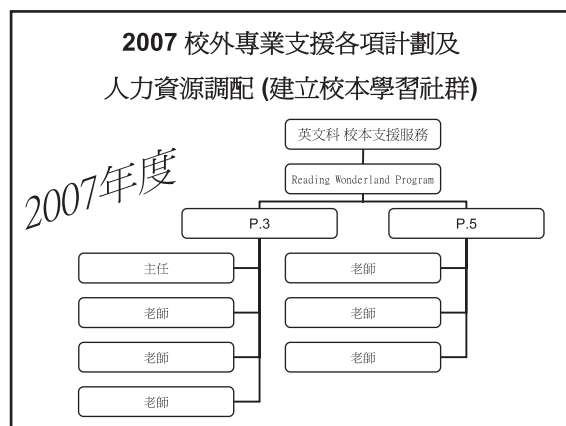 2007 校外專業支援各項計劃及
人力資源調配 (建立校本學習社群)
2007年度
英文科 校本支援服務
Reading Wonderland Program
P.3
P.5
主任
老師
老師
老師
老師
老師
老師
老師